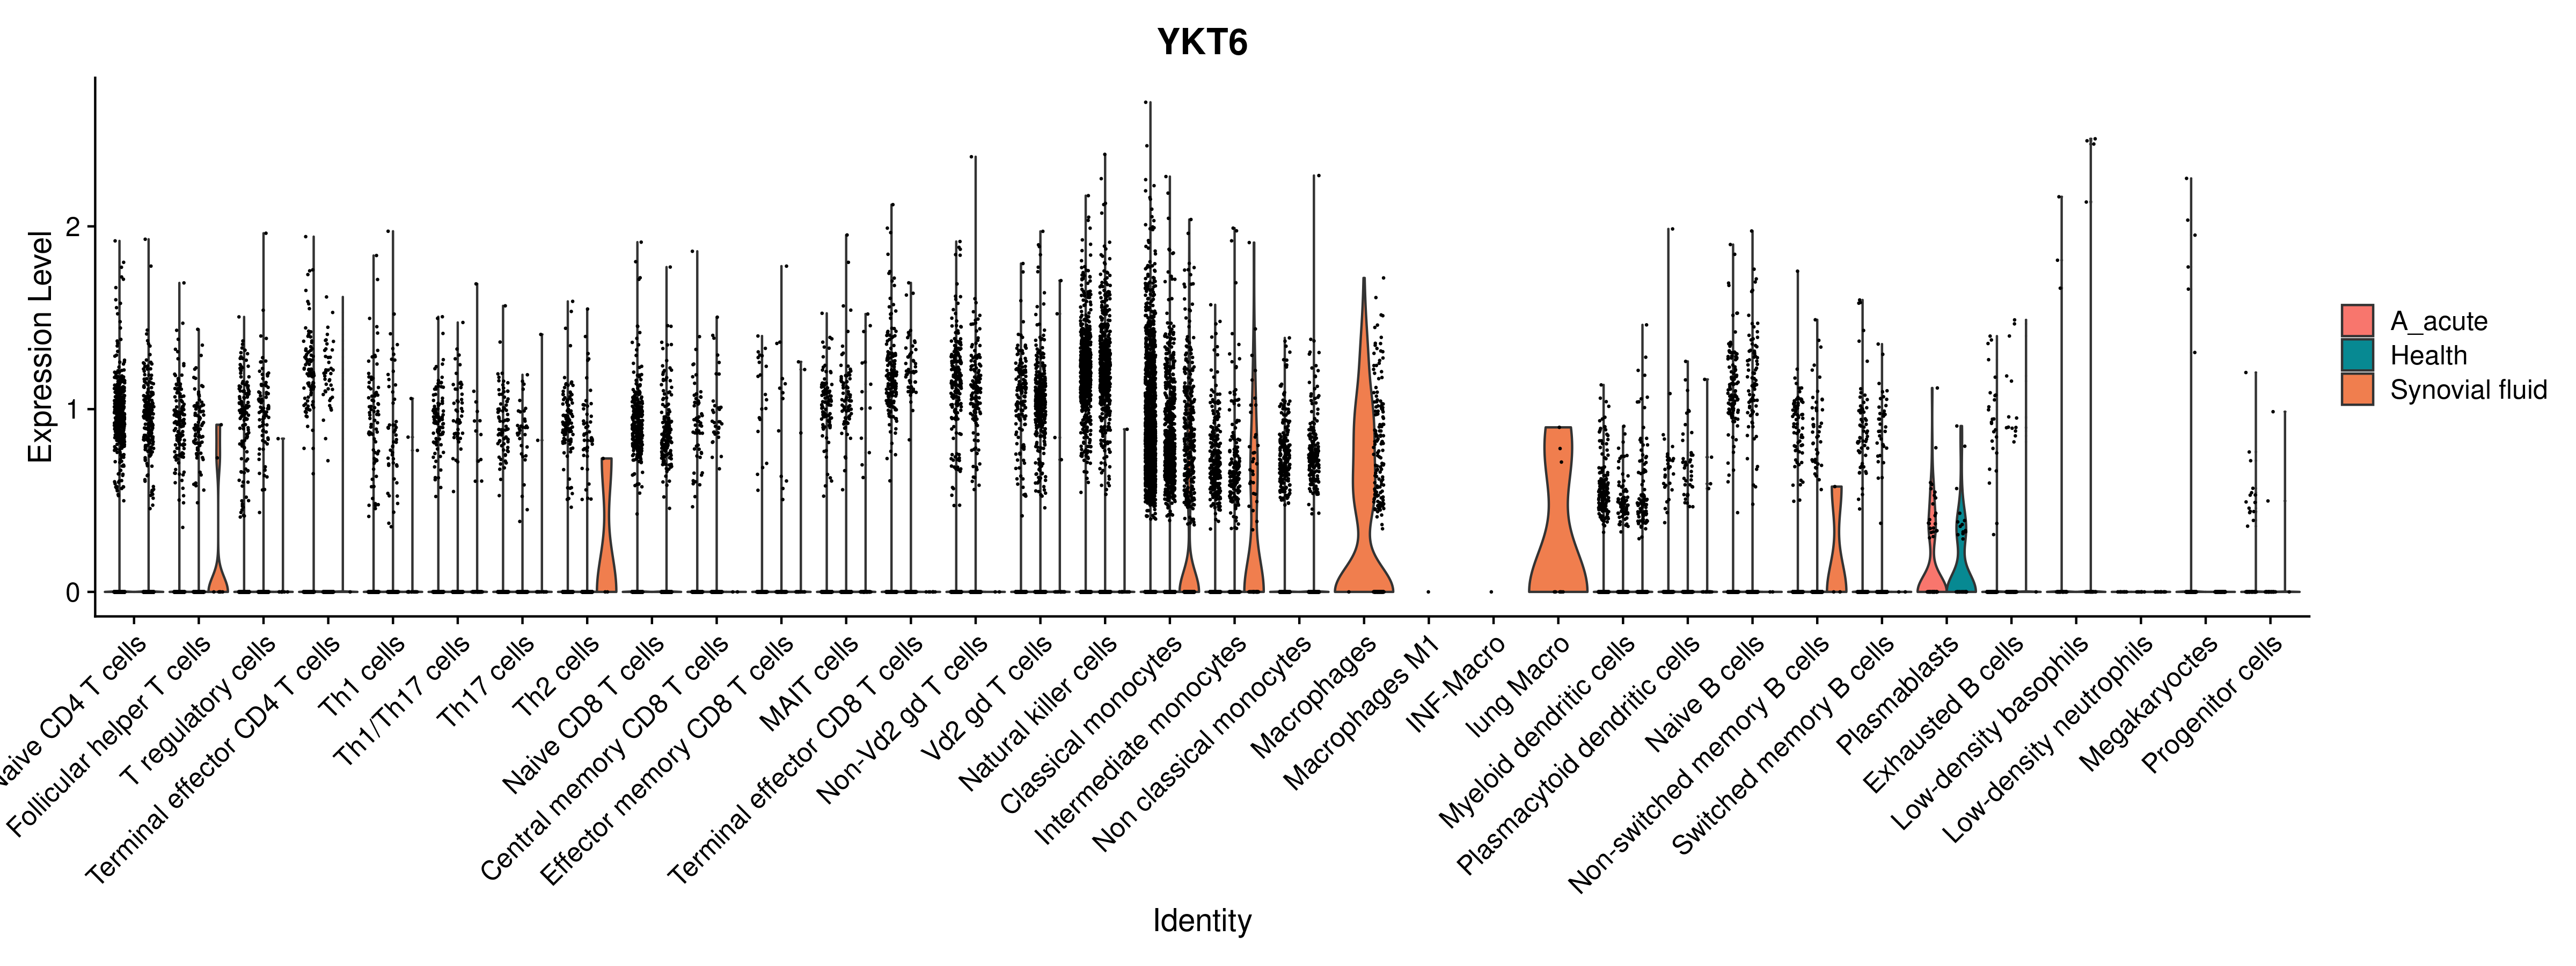 YKT6
Expression Level
2
1
0
Naive CD4 T cells
Follicular helper T cells
T regulatory cells
Terminal effector CD4 T cells
Th1 cells
Th1/Th17 cells
Th17 cells
Th2 cells
Naive CD8 T cells
Central memory CD8 T cells
Effector memory CD8 T cells
MAIT cells
Terminal effector CD8 T cells
Non-Vd2 gd T cells
Vd2 gd T cells
Natural killer cells
Classical monocytes
Intermediate monocytes
Non classical monocytes
Macrophages
Macrophages M1
INF-Macro
lung Macro
Myeloid dendritic cells
Plasmacytoid dendritic cells
Naive B cells
Non-switched memory B cells
Switched memory B cells
Plasmablasts
Exhausted B cells
Low-density basophils
Low-density neutrophils
Megakaryoctes
Progenitor cells
Identity
A_acute
Health
Synovial fluid